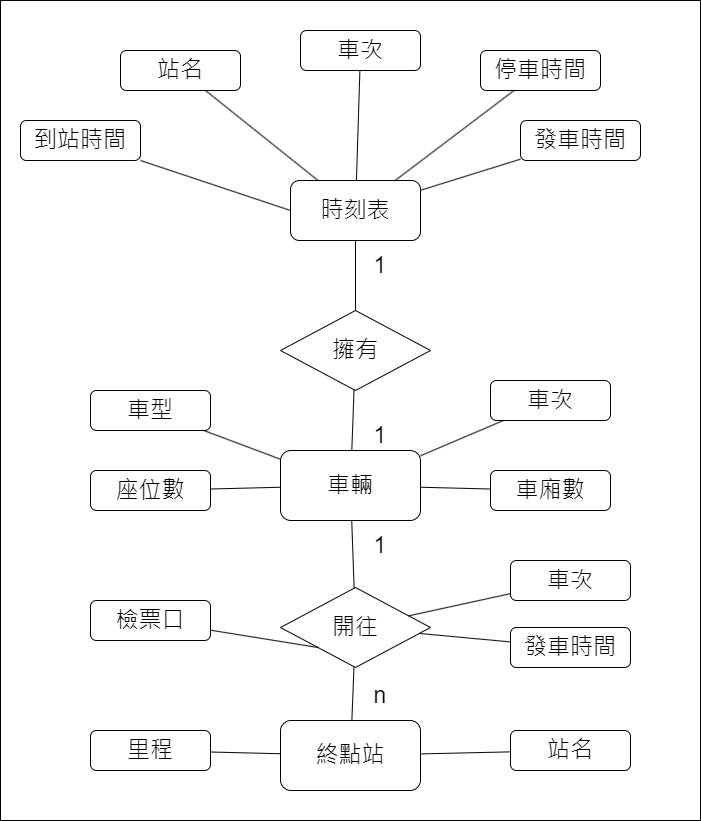 車次
站名
停車時間
到站時間
發車時間
時刻表
1
擁有
車型
車次
1
座位數
車輛
車廂數
1
車次
檢票口
開往
發車時間
n
里程
終點站
站名